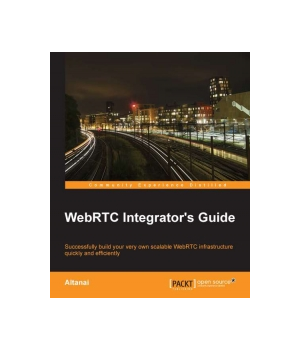 Community Experience Distilled
WebRTC Integrator's Guide
Successfully build your very own scalable WebRTC infrastructure
quickly and efficiently
Altanai
[PACKT] open source
PUBLISHING